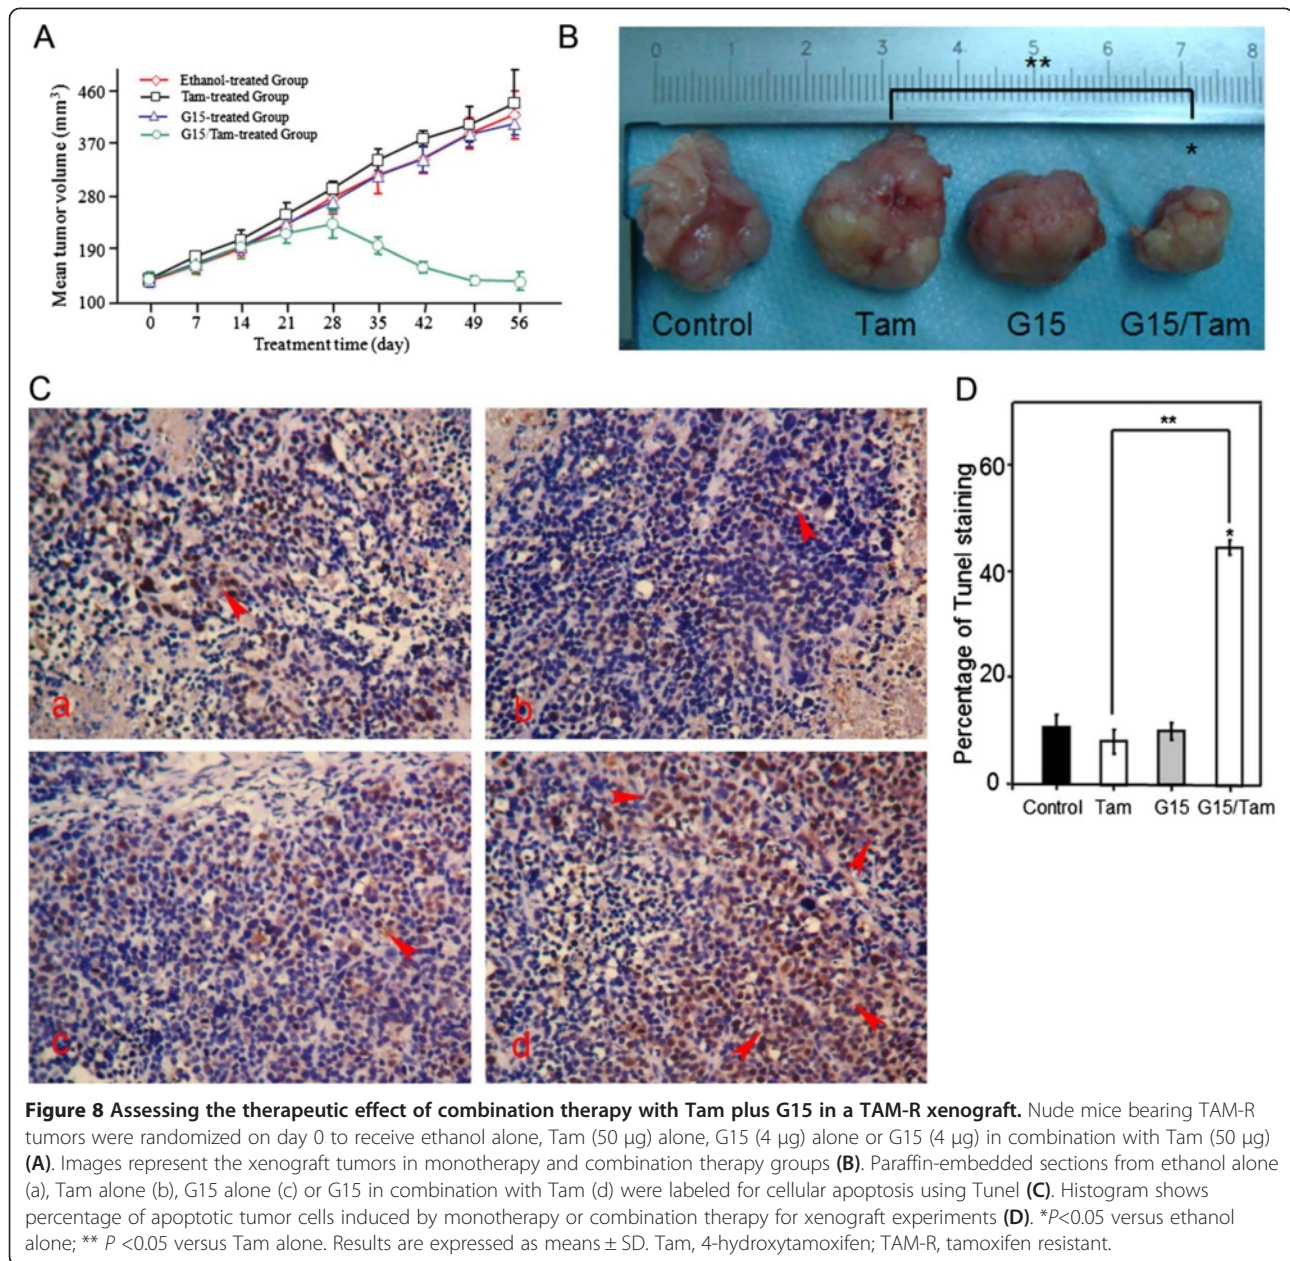 A
Mean tumor volume (mm³)
460
370
280
190
100
Ethanol-treated Group
Tam-treated Group
G15-treated Group
G15/Tam-treated Group
0 7 14 21 28 35 42 49 56
Treatment time (day)
B
0 1 2 3 4 5 6 7 8
**
*
Control Tam G15 G15/Tam
C
a
b
c
d
D
Percentage of Tunel staining
60
40
20
0
**
*
Control Tam G15 G15/Tam
Figure 8 Assessing the therapeutic effect of combination therapy with Tam plus G15 in a TAM-R xenograft. Nude mice bearing TAM-R
tumors were randomized on day 0 to receive ethanol alone, Tam (50 μg) alone, G15 (4 μg) alone or G15 (4 μg) in combination with Tam (50 μg)
(A). Images represent the xenograft tumors in monotherapy and combination therapy groups (B). Paraffin-embedded sections from ethanol alone
(a), Tam alone (b), G15 alone (c) or G15 in combination with Tam (d) were labeled for cellular apoptosis using Tunel (C). Histogram shows
percentage of apoptotic tumor cells induced by monotherapy or combination therapy for xenograft experiments (D). *P<0.05 versus ethanol
alone; ** P <0.05 versus Tam alone. Results are expressed as means ± SD. Tam, 4-hydroxytamoxifen; TAM-R, tamoxifen resistant.